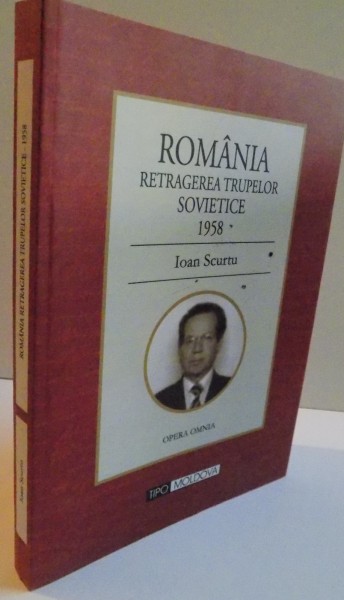 ROMÂNIA
RETRAGEREA TRUPELOR
SOVIETICE
1958
Ioan Scurtu
OPERA OMNIA
TIPO MOLDOVA
ROMÂNIA RETRAGEREA TRUPELOR SOVIETICE - 1958
Ioan Scurtu